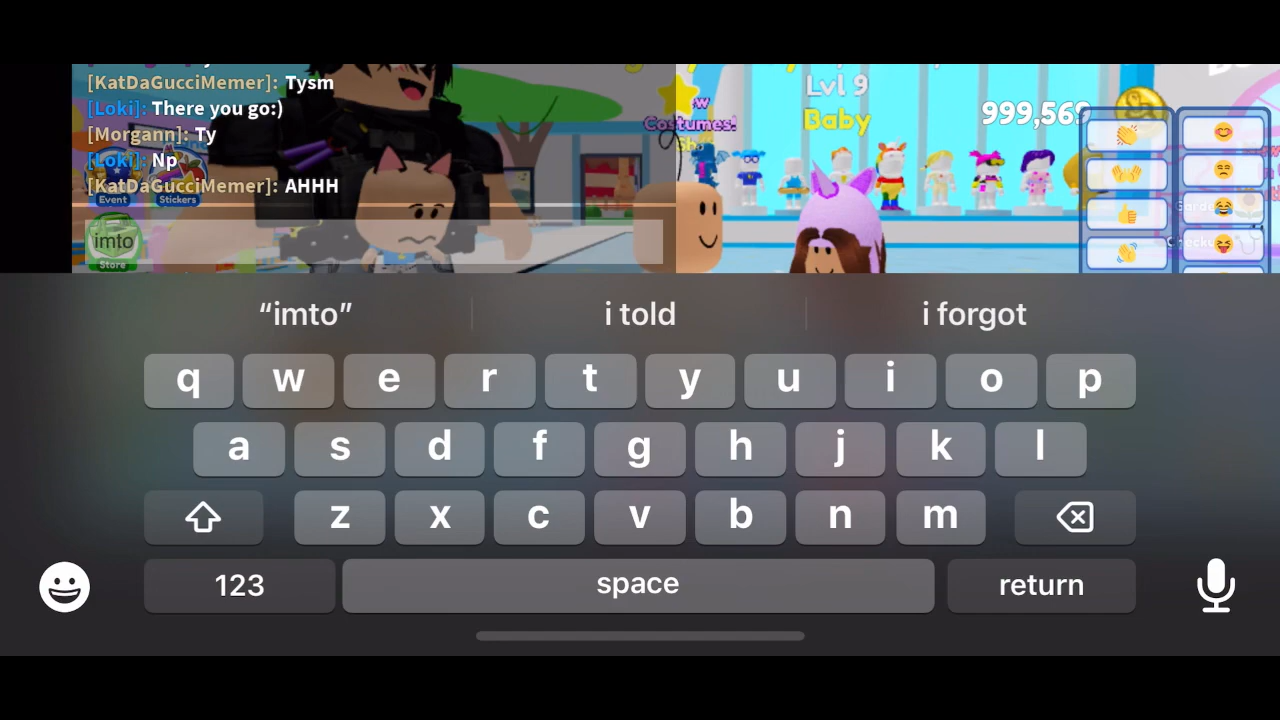 [KatDaGucciMemer]: Tysm
[Loki]: There you go:)
[Morgann]: Ty
[Loki]: Np
[KatDaGucciMemer]: AHHH
Event
Stickers
imto
Store
Costumes!
Lvl 9
Baby
999,569
“imto”
i told
i forgot
q w e r t y u i o p
a s d f g h j k l
z x c v b n m
123
space
return